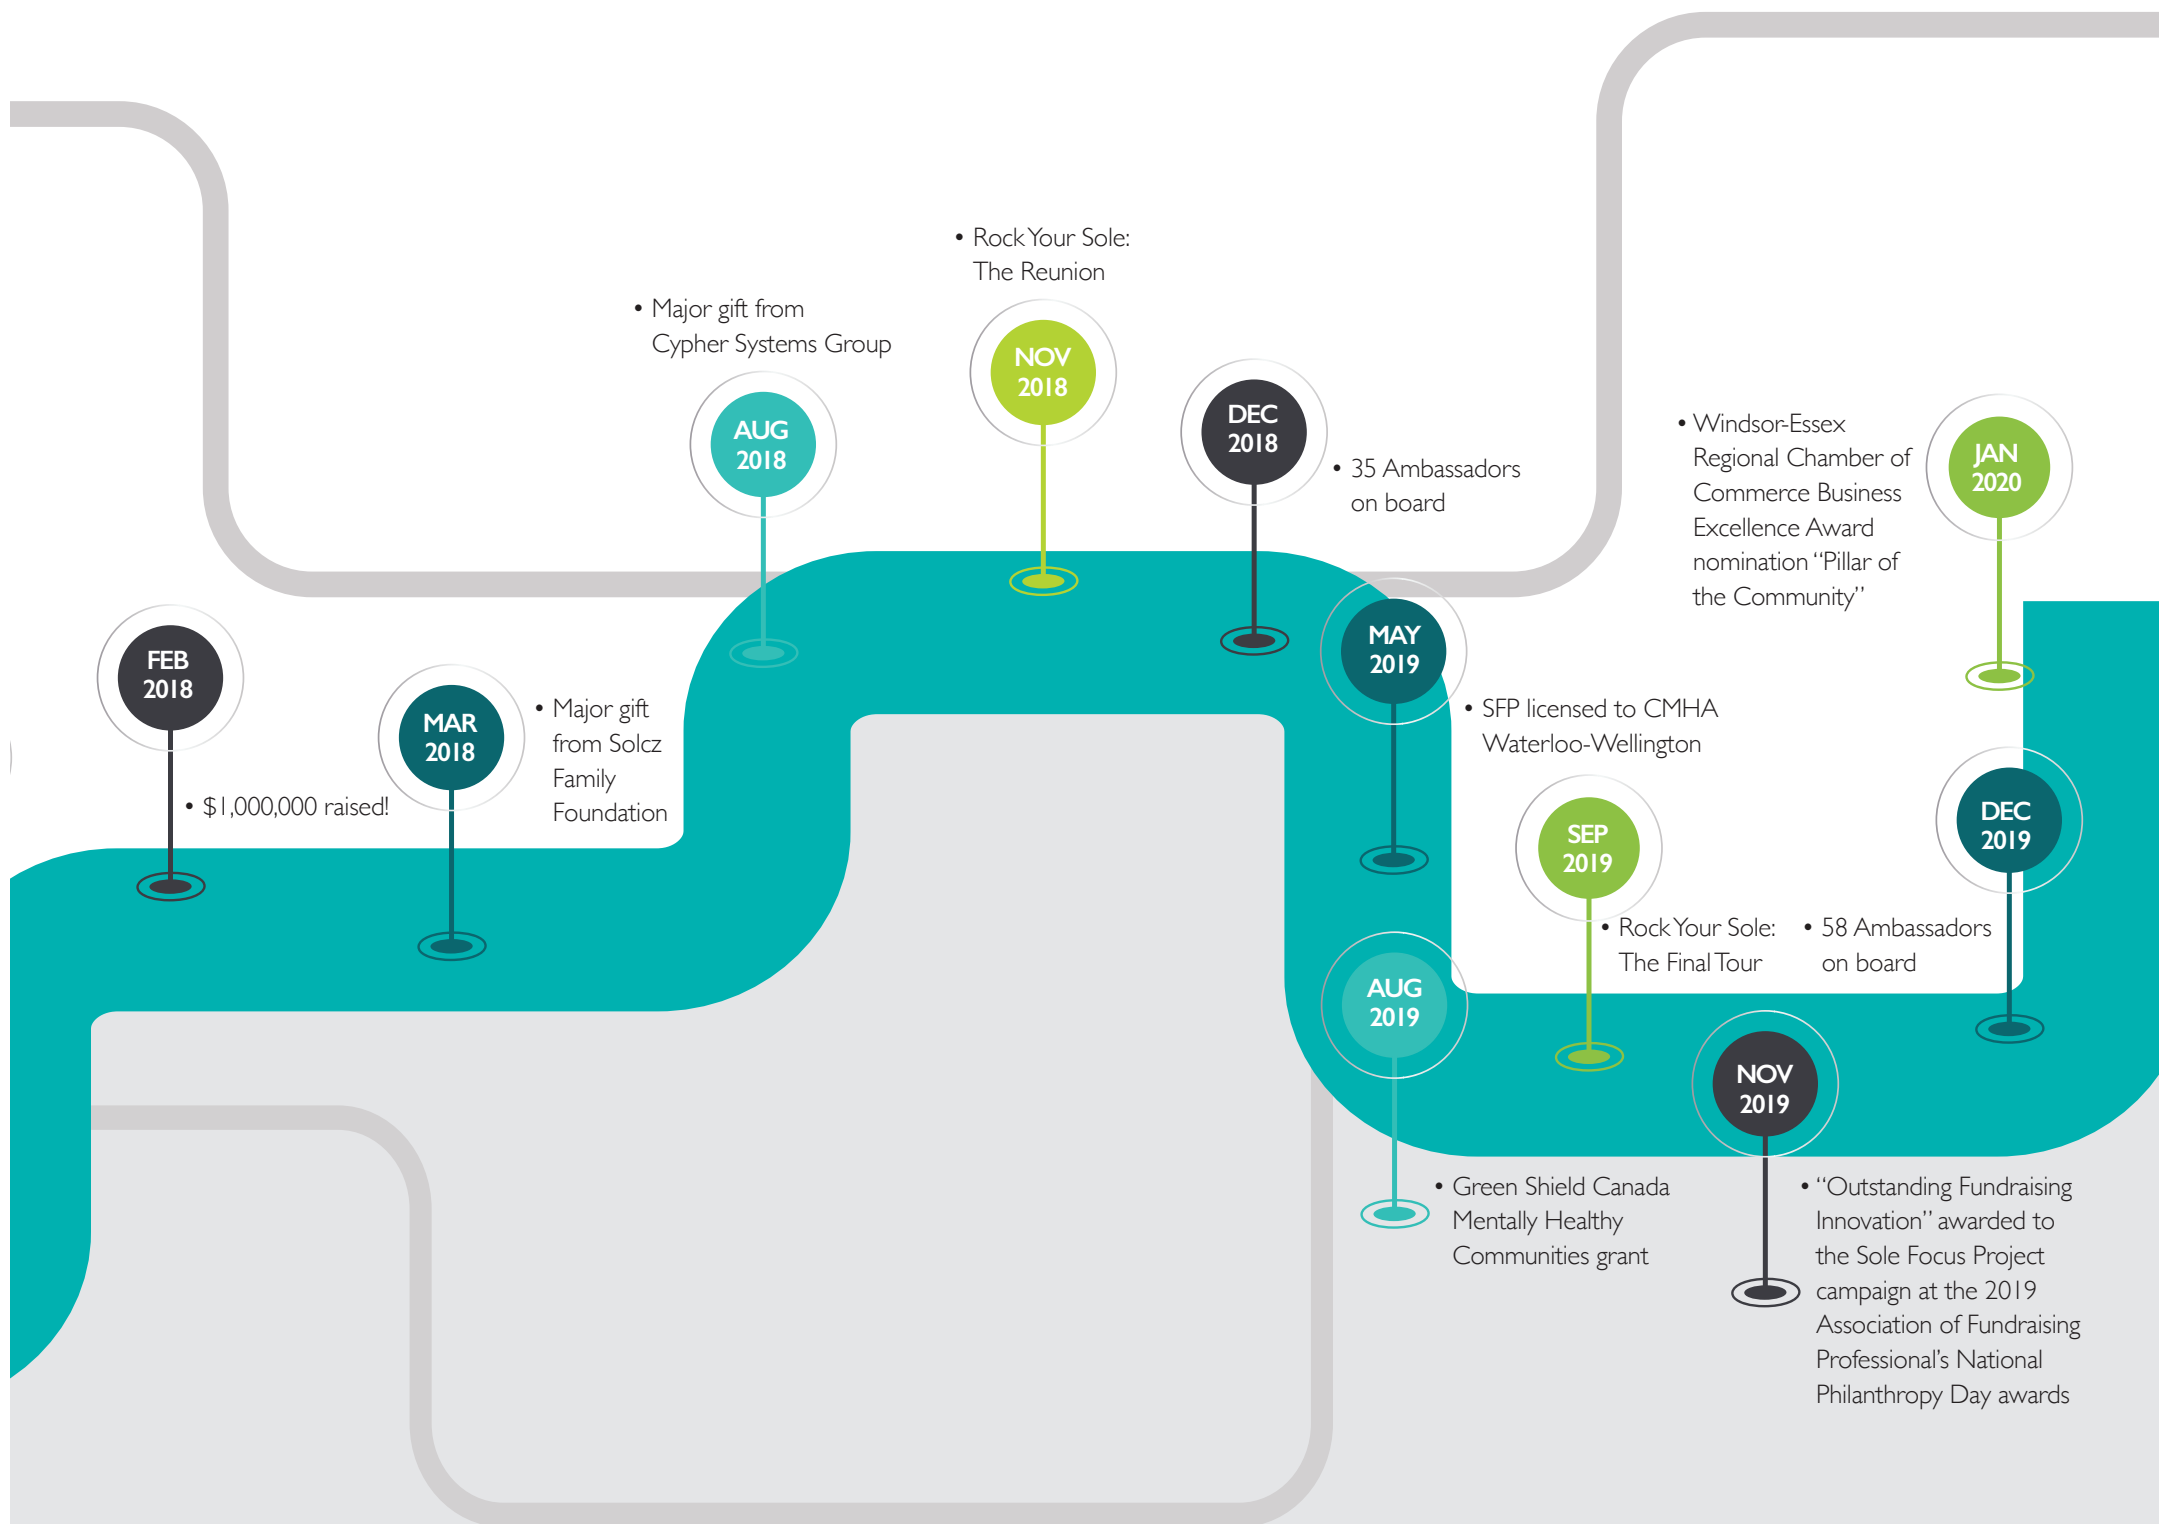 FEB
2018
• $1,000,000 raised!
MAR
2018
• Major gift
from Solcz
Family
Foundation
• Major gift from
Cypher Systems Group
AUG
2018
• Rock Your Sole:
The Reunion
NOV
2018
DEC
2018
• 35 Ambassadors
on board
MAY
2019
• SFP licensed to CMHA
Waterloo-Wellington
AUG
2019
• Green Shield Canada
Mentally Healthy
Communities grant
SEP
2019
• Rock Your Sole:
The Final Tour
NOV
2019
• “Outstanding Fundraising
Innovation” awarded to
the Sole Focus Project
campaign at the 2019
Association of Fundraising
Professional’s National
Philanthropy Day awards
DEC
2019
• 58 Ambassadors
on board
• Windsor-Essex
Regional Chamber of
Commerce Business
Excellence Award
nomination “Pillar of
the Community”
JAN
2020